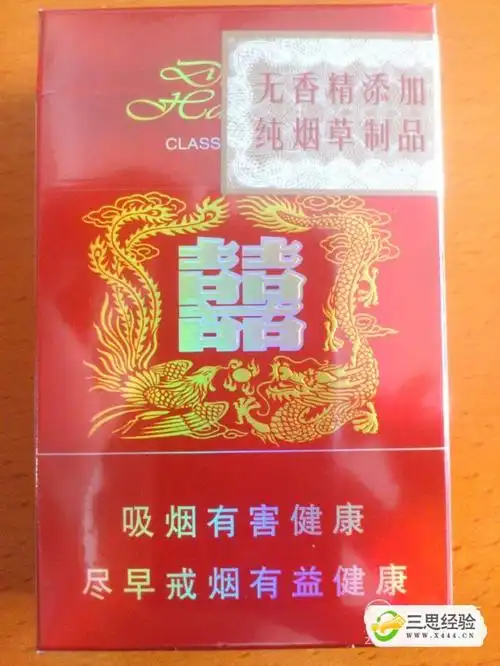 无香精添加
纯烟草制品
CLASS
囍
吸烟有害健康
尽早戒烟有益健康
三思经验
www.x444.cn